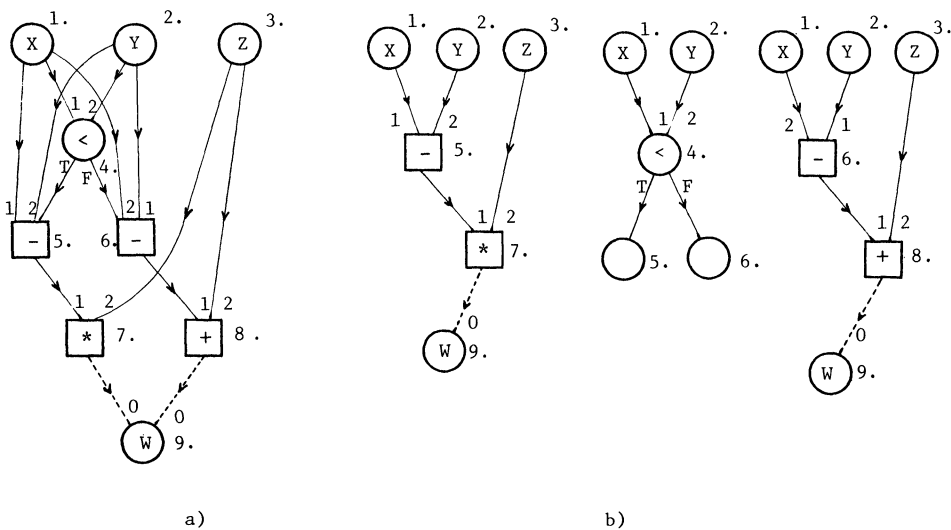 X 1. Y 2. Z 3. X 1. Y 2. Z 3. X 1. Y 2. Z 3.
1 2 1 2 1 2 2 1
< 4. - 5. < 4. - 6.
T F T F
1 2 2 1
- 5. 6. - 1 2 * 7. 5. 6. 1 2 + 8.
1 2 1 2
* 7. + 8. 0 0
W 9. W 9.
0 0
W 9.
a) b)